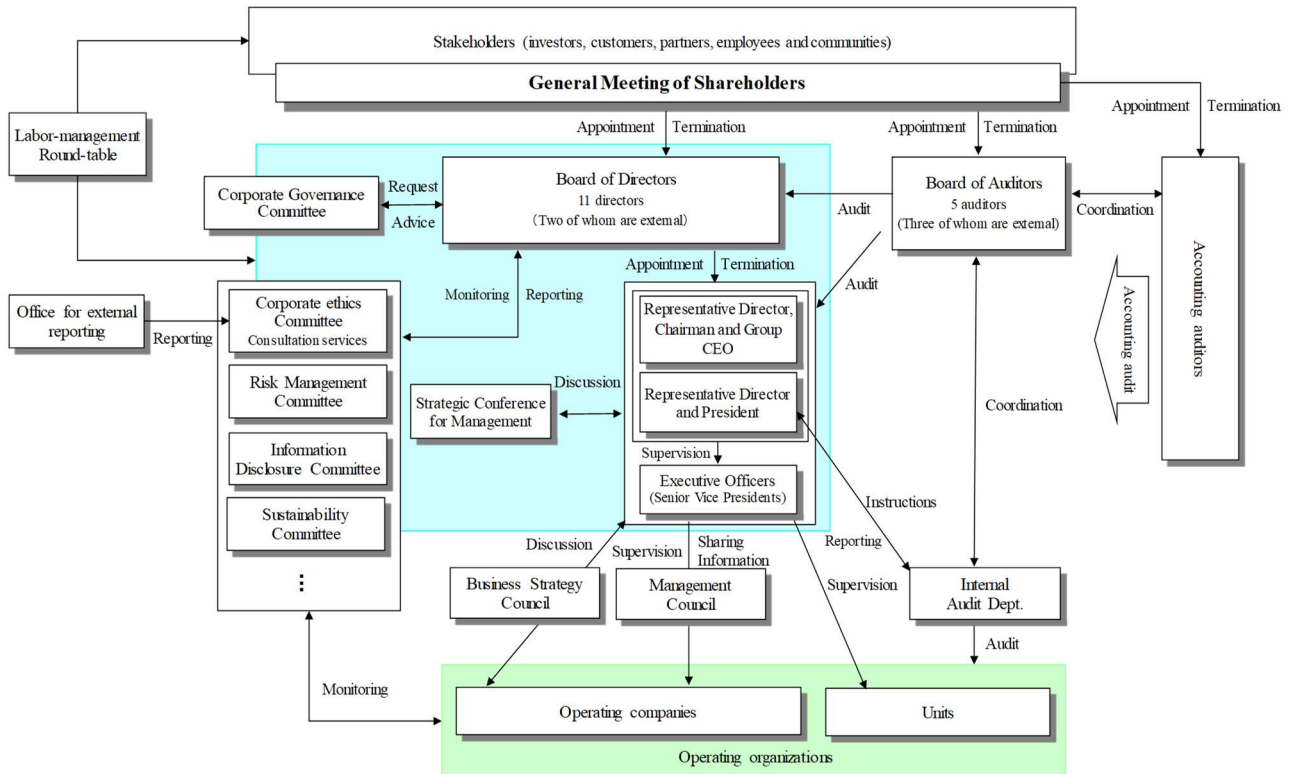 Stakeholders (investors, customers, partners, employees and communities)
General Meeting of Shareholders
Labor-management
Round-table
Appointment
Termination
Appointment
Termination
Appointment
Termination
Corporate Governance
Committee
Request
Advice
Board of Directors
11 directors
(Two of whom are external)
Audit
Board of Auditors
5 auditors
(Three of whom are external)
Coordination
Accounting auditors
Accounting audit
Appointment
Termination
Audit
Monitoring
Reporting
Office for external
reporting
Reporting
Corporate ethics
Committee
Consultation services
Risk Management
Committee
Information
Disclosure Committee
Sustainability
Committee
⋮
Strategic Conference
for Management
Discussion
Representative Director,
Chairman and Group
CEO
Representative Director
and President
Supervision
Executive Officers
(Senior Vice Presidents)
Coordination
Instructions
Reporting
Discussion
Supervision
Sharing
Information
Supervision
Business Strategy
Council
Management
Council
Internal
Audit Dept.
Audit
Monitoring
Operating companies
Units
Operating organizations